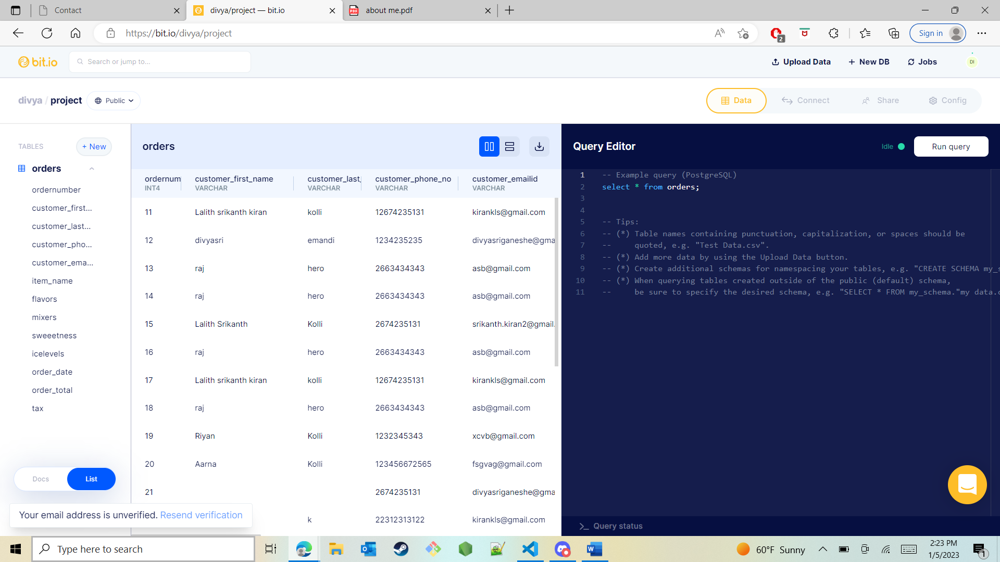 Contact
divya/project — bit.io
about me.pdf
https://bit.io/divya/project
2
Sign in
bit.io
Search or jump to...
Upload Data
+ New DB
Jobs
DI
divya / project
Public
Data
Connect
Share
Config
TABLES
+ New
orders
ordernumber
customer_first...
customer_last...
customer_pho...
customer_ema...
item_name
flavors
mixers
sweeetness
icelevels
order_date
order_total
tax
Docs
List
Your email address is unverified. Resend verification
orders
ordernum customer_first_name customer_last_ customer_phone_no customer_emailid
INT4 VARCHAR VARCHAR VARCHAR VARCHAR
11 Lalith srikanth kiran kolli 12674235131 kirankls@gmail.com
12 divyasri emandi 1234235235 divyasriganeshe@gma
13 raj hero 2663434343 asb@gmail.com
14 raj hero 2663434343 asb@gmail.com
15 Lalith Srikanth Kolli 2674235131 srikanth.kiran2@gmail.
16 raj hero 2663434343 asb@gmail.com
17 Lalith srikanth kiran kolli 12674235131 kirankls@gmail.com
18 raj hero 2663434343 asb@gmail.com
19 Riyan Kolli 1232345343 xcvb@gmail.com
20 Aarna Kolli 123456672565 fsgvag@gmail.com
21 2674235131 divyasriganeshe@gma
k 22312313122 kirankls@gmail.com
Query Editor
Idle
Run query
1 -- Example query (PostgreSQL)
2 select * from orders;
3
4
5 -- Tips:
6 -- (*) Table names containing punctuation, capitalization, or spaces should be
7 -- quoted, e.g. "Test Data.csv".
8 -- (*) Add more data by using the Upload Data button.
9 -- (*) Create additional schemas for namespacing your tables, e.g. "CREATE SCHEMA my_s
10 -- (*) When querying tables created outside of the public (default) schema,
11 -- be sure to specify the desired schema, e.g. "SELECT * FROM my_schema."my data.c
Query status
Type here to search
60°F Sunny
2:23 PM
1/5/2023
1